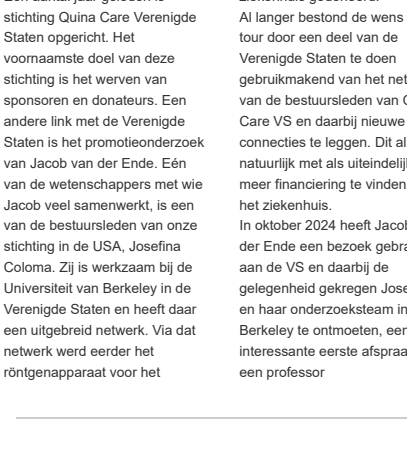 stichting Quina Care Verenigde
Staten opgericht. Het
voornaamste doel van deze
stichting is het werven van
sponsoren en donateurs. Een
andere link met de Verenigde
Staten is het promotieonderzoek
van Jacob van der Ende. Eén
van de wetenschappers met wie
Jacob veel samenwerkt, is een
van de bestuursleden van onze
stichting in de USA, Josefina
Coloma. Zij is werkzaam bij de
Universiteit van Berkeley in de
Verenigde Staten en heeft daar
een uitgebreid netwerk. Via dat
netwerk werd eerder het
röntgenapparaat voor het
Al langer bestond de wens
tour door een deel van de
Verenigde Staten te doen
gebruikmakend van het net
van de bestuursleden van
Care VS en daarbij nieuwe
connecties te leggen. Dit al
natuurlijk met als uiteindelij
meer financiering te vinden
het ziekenhuis.
In oktober 2024 heeft Jacob
der Ende een bezoek gebra
aan de VS en daarbij de
gelegenheid gekregen Jose
en haar onderzoeksteam in
Berkeley te ontmoeten, een
interessante eerste afspraa
een professor